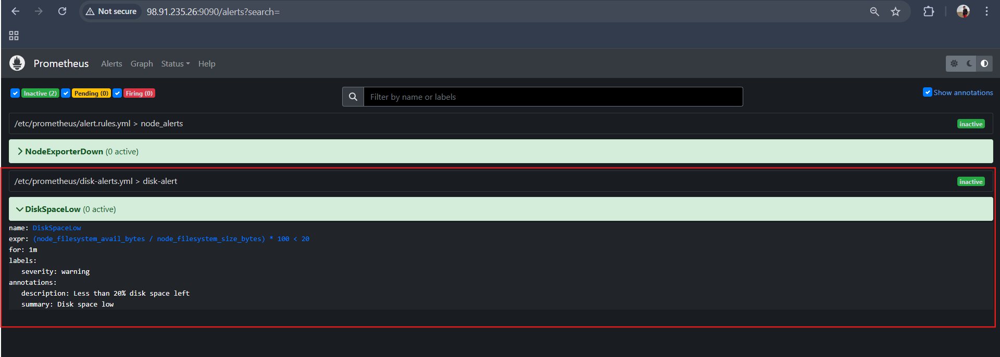 Not secure 98.91.235.26:9090/alerts?search=
Prometheus Alerts Graph Status Help
Inactive (2) Pending (0) Firing (0) Filter by name or labels Show annotations
/etc/prometheus/alert.rules.yml > node_alerts inactive
NodeExporterDown (0 active)
/etc/prometheus/disk-alerts.yml > disk-alert inactive
DiskSpaceLow (0 active)
name: DiskSpaceLow
expr: (node_filesystem_avail_bytes / node_filesystem_size_bytes) * 100 < 20
for: 1m
labels:
severity: warning
annotations:
description: Less than 20% disk space left
summary: Disk space low